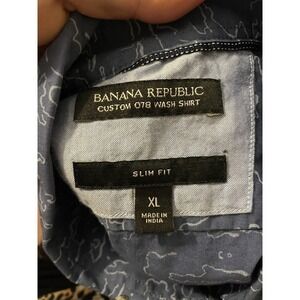 BANANA REPUBLIC
CUSTOM 078 WASH SHIRT
SLIM FIT
XL
MADE IN
INDIA